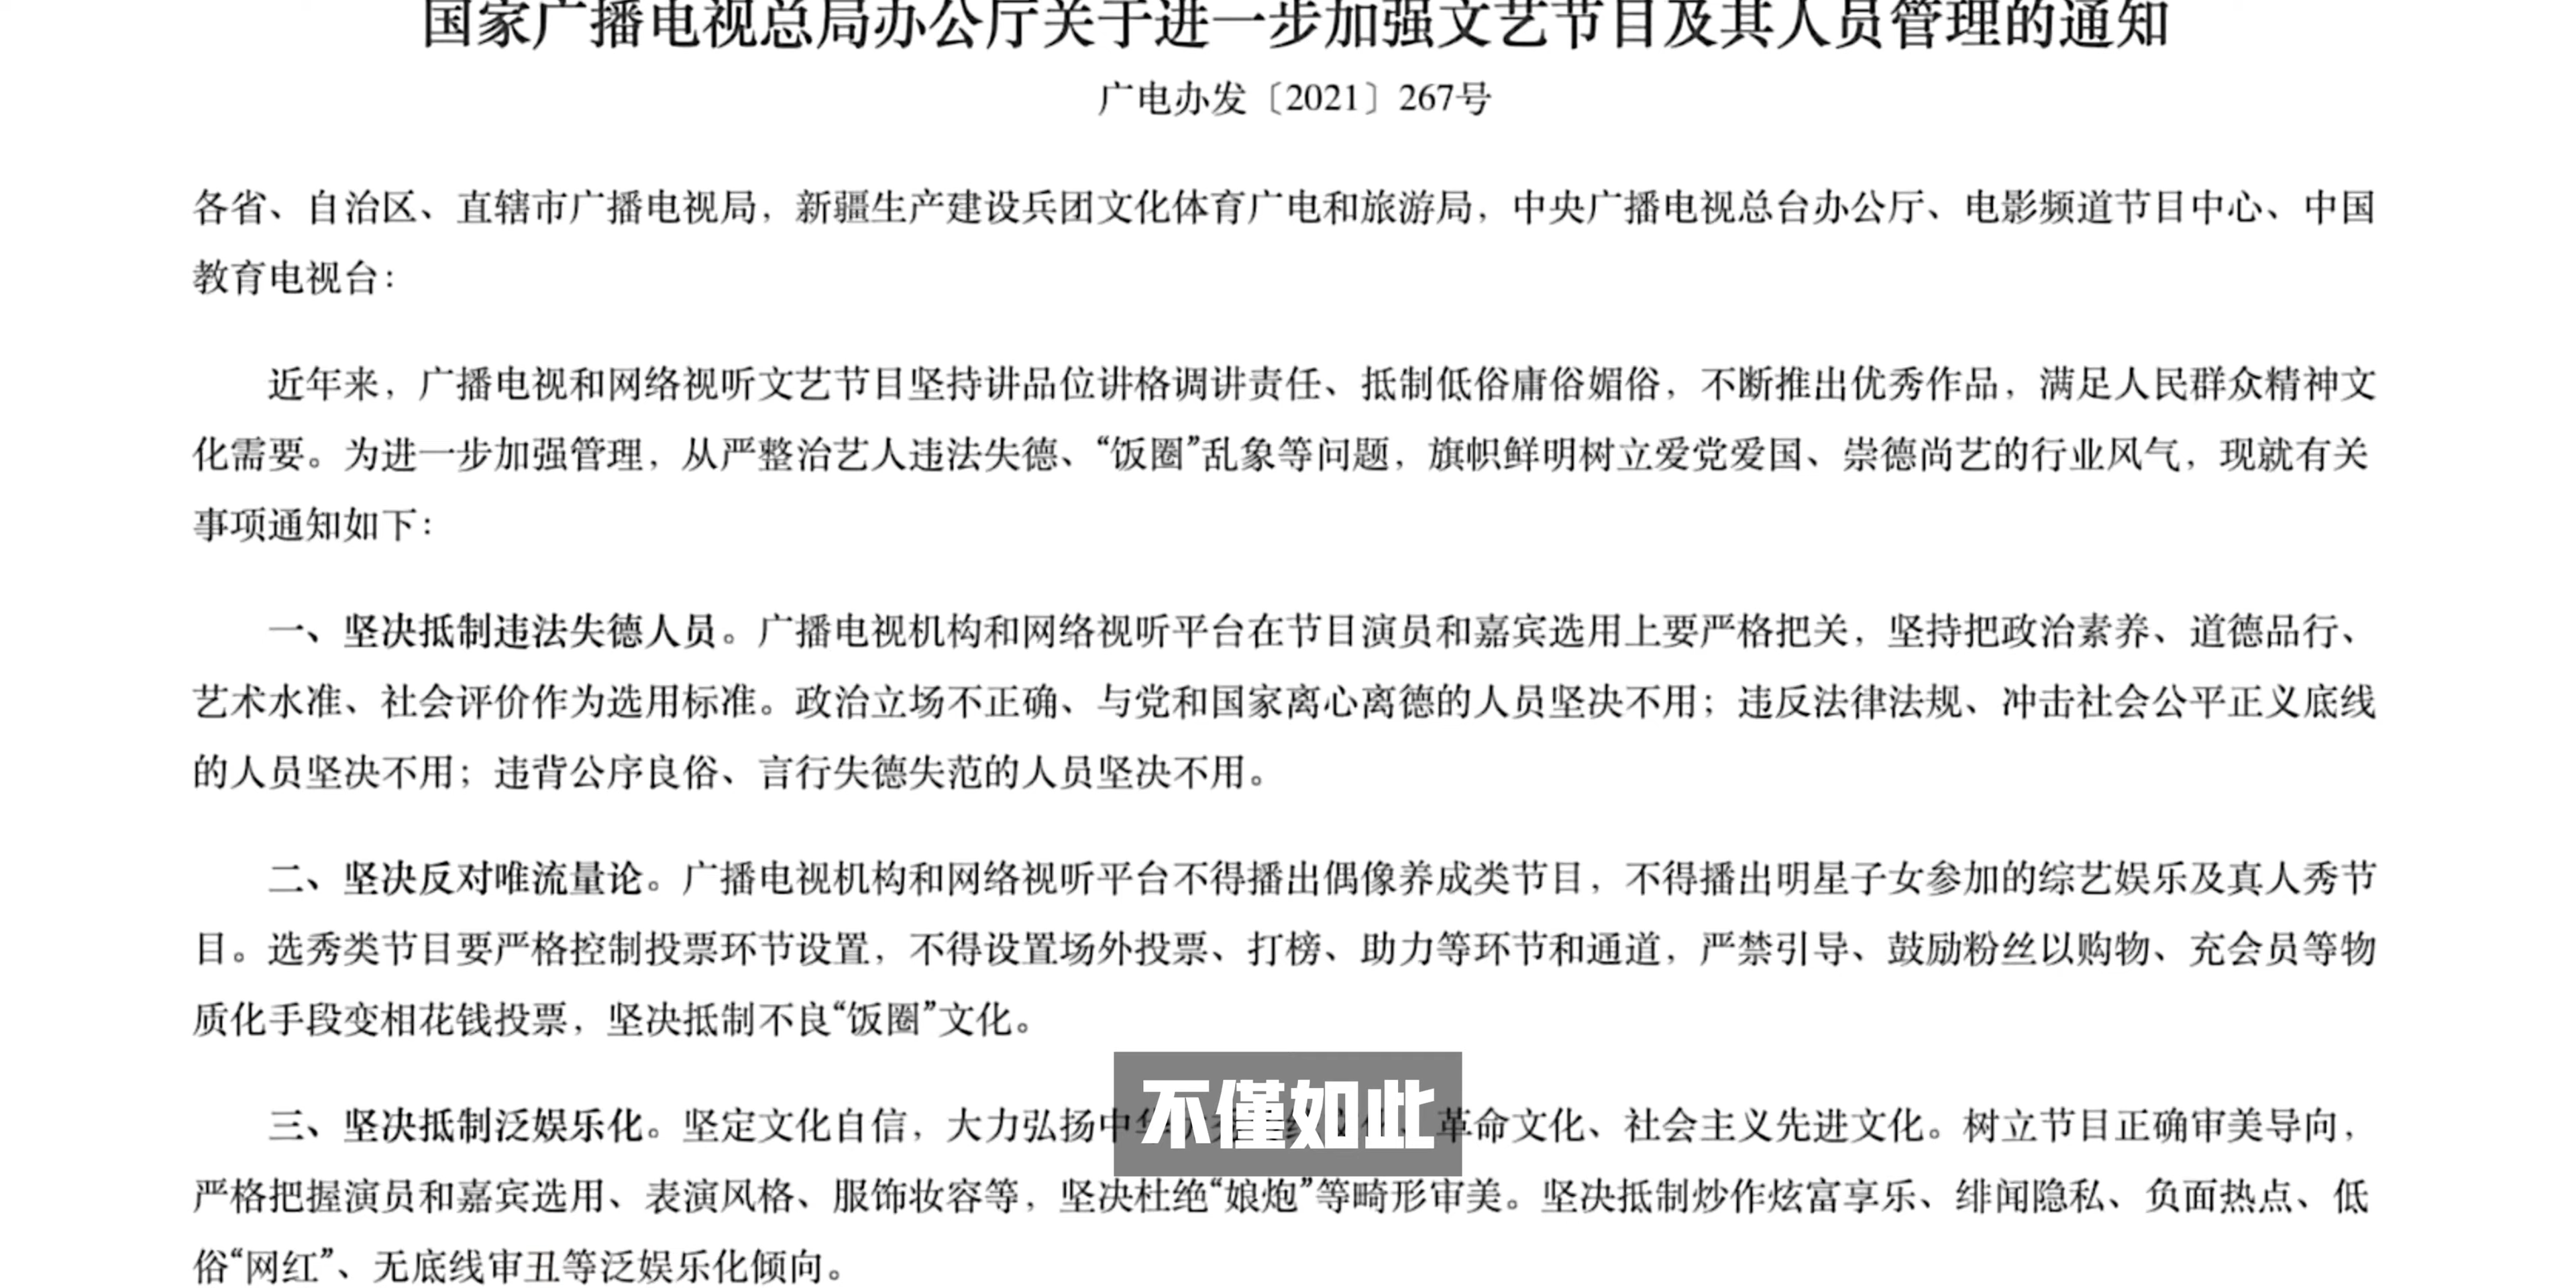 国家广播电视总局办公厅关于进一步加强文艺节目及其人员管理的通知
广电办发〔2021〕267号
各省、自治区、直辖市广播电视局，新疆生产建设兵团文化体育广电和旅游局，中央广播电视总台办公厅、电影频道节目中心、中国
教育电视台：
近年来，广播电视和网络视听文艺节目坚持讲品位讲格调讲责任、抵制低俗庸俗媚俗，不断推出优秀作品，满足人民群众精神文
化需要。为进一步加强管理，从严整治艺人违法失德、“饭圈”乱象等问题，旗帜鲜明树立爱党爱国、崇德尚艺的行业风气，现就有关
事项通知如下：
一、坚决抵制违法失德人员。广播电视机构和网络视听平台在节目演员和嘉宾选用上要严格把关，坚持把政治素养、道德品行、
艺术水准、社会评价作为选用标准。政治立场不正确、与党和国家离心离德的人员坚决不用；违反法律法规、冲击社会公平正义底线
的人员坚决不用；违背公序良俗、言行失德失范的人员坚决不用。
二、坚决反对唯流量论。广播电视机构和网络视听平台不得播出偶像养成类节目，不得播出明星子女参加的综艺娱乐及真人秀节
目。选秀类节目要严格控制投票环节设置，不得设置场外投票、打榜、助力等环节和通道，严禁引导、鼓励粉丝以购物、充会员等物
质化手段变相花钱投票，坚决抵制不良“饭圈”文化。
三、坚决抵制泛娱乐化。坚定文化自信，大力弘扬中 革命文化、社会主义先进文化。树立节目正确审美导向，
不僅如此
严格把握演员和嘉宾选用、表演风格、服饰妆容等，坚决杜绝“娘炮”等畸形审美。坚决抵制炒作炫富享乐、绯闻隐私、负面热点、低
俗“网红”、无底线审丑等泛娱乐化倾向。